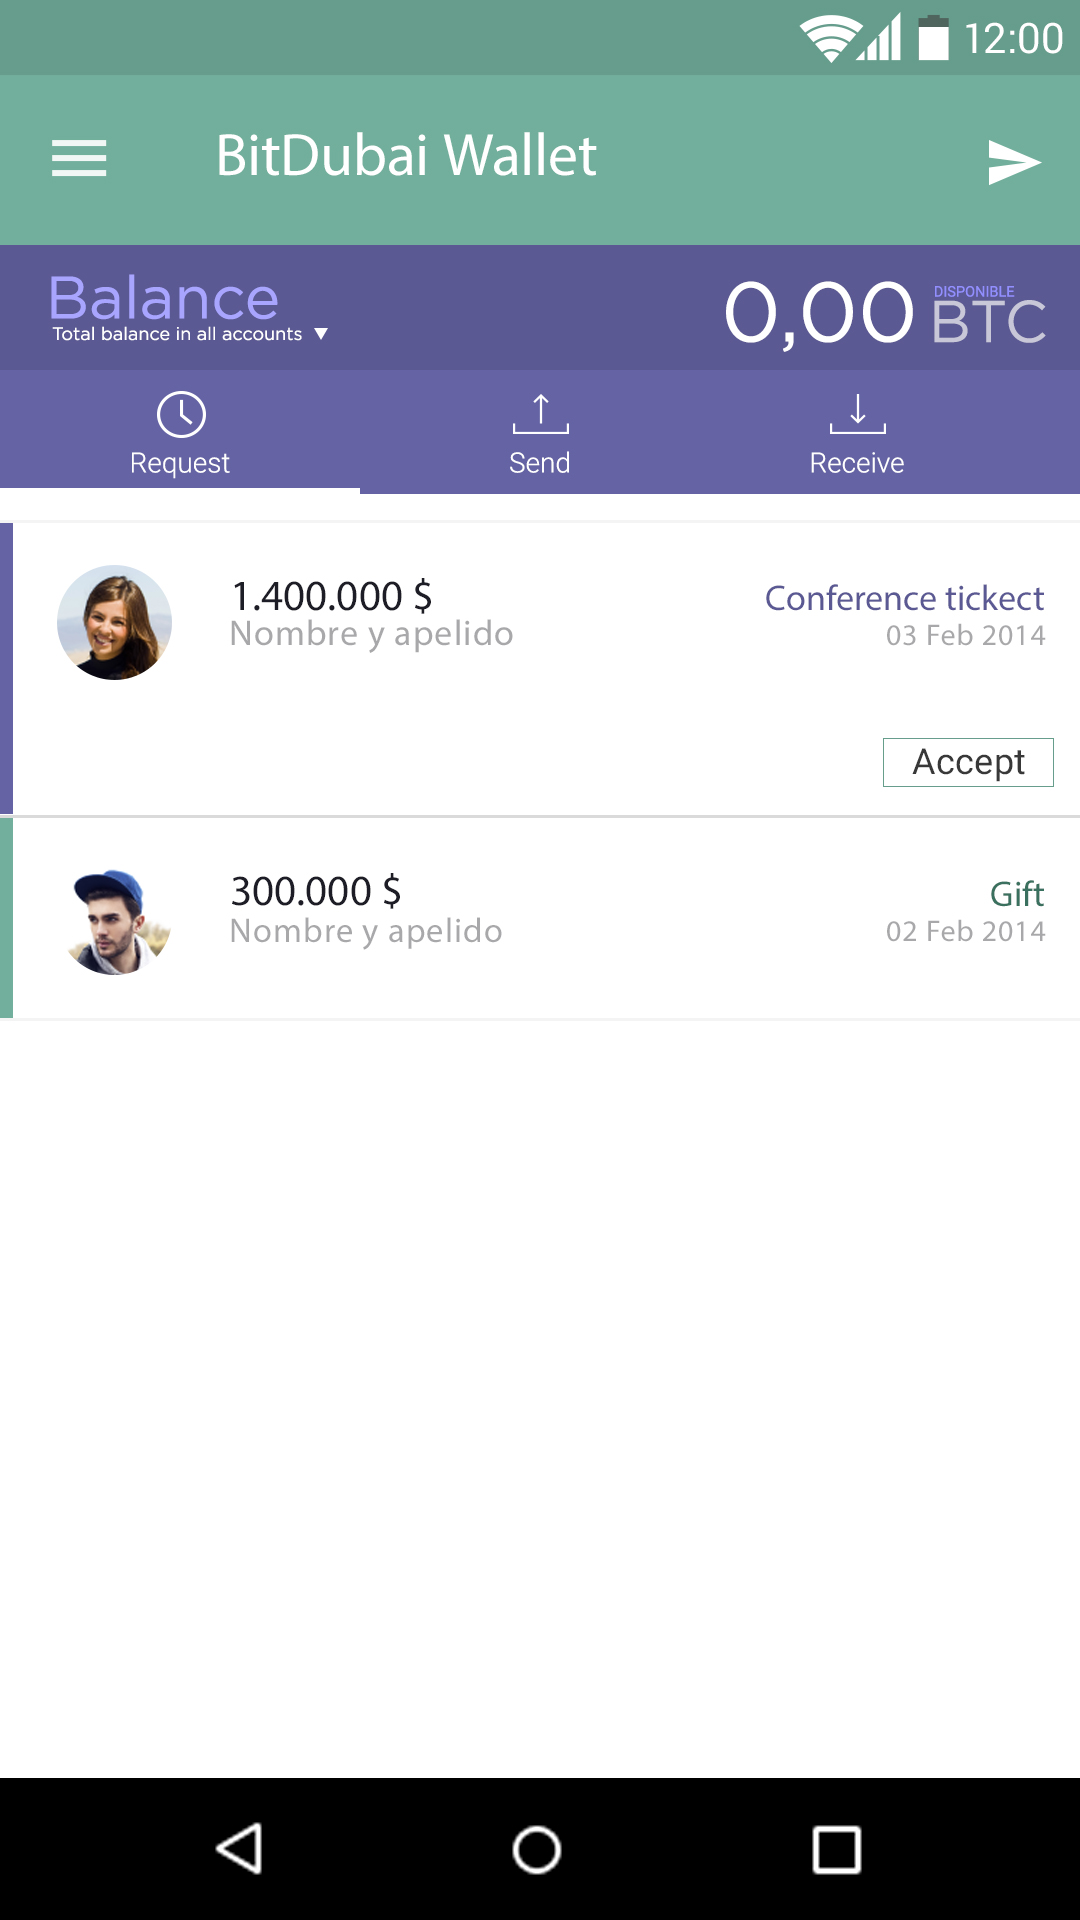 12:00
BitDubai Wallet
Balance
Total balance in all accounts
0,00
DISPONIBLE
BTC
Request
Send
Receive
1.400.000 $
Nombre y apelido
Conference tickect
03 Feb 2014
Accept
300.000 $
Nombre y apelido
Gift
02 Feb 2014